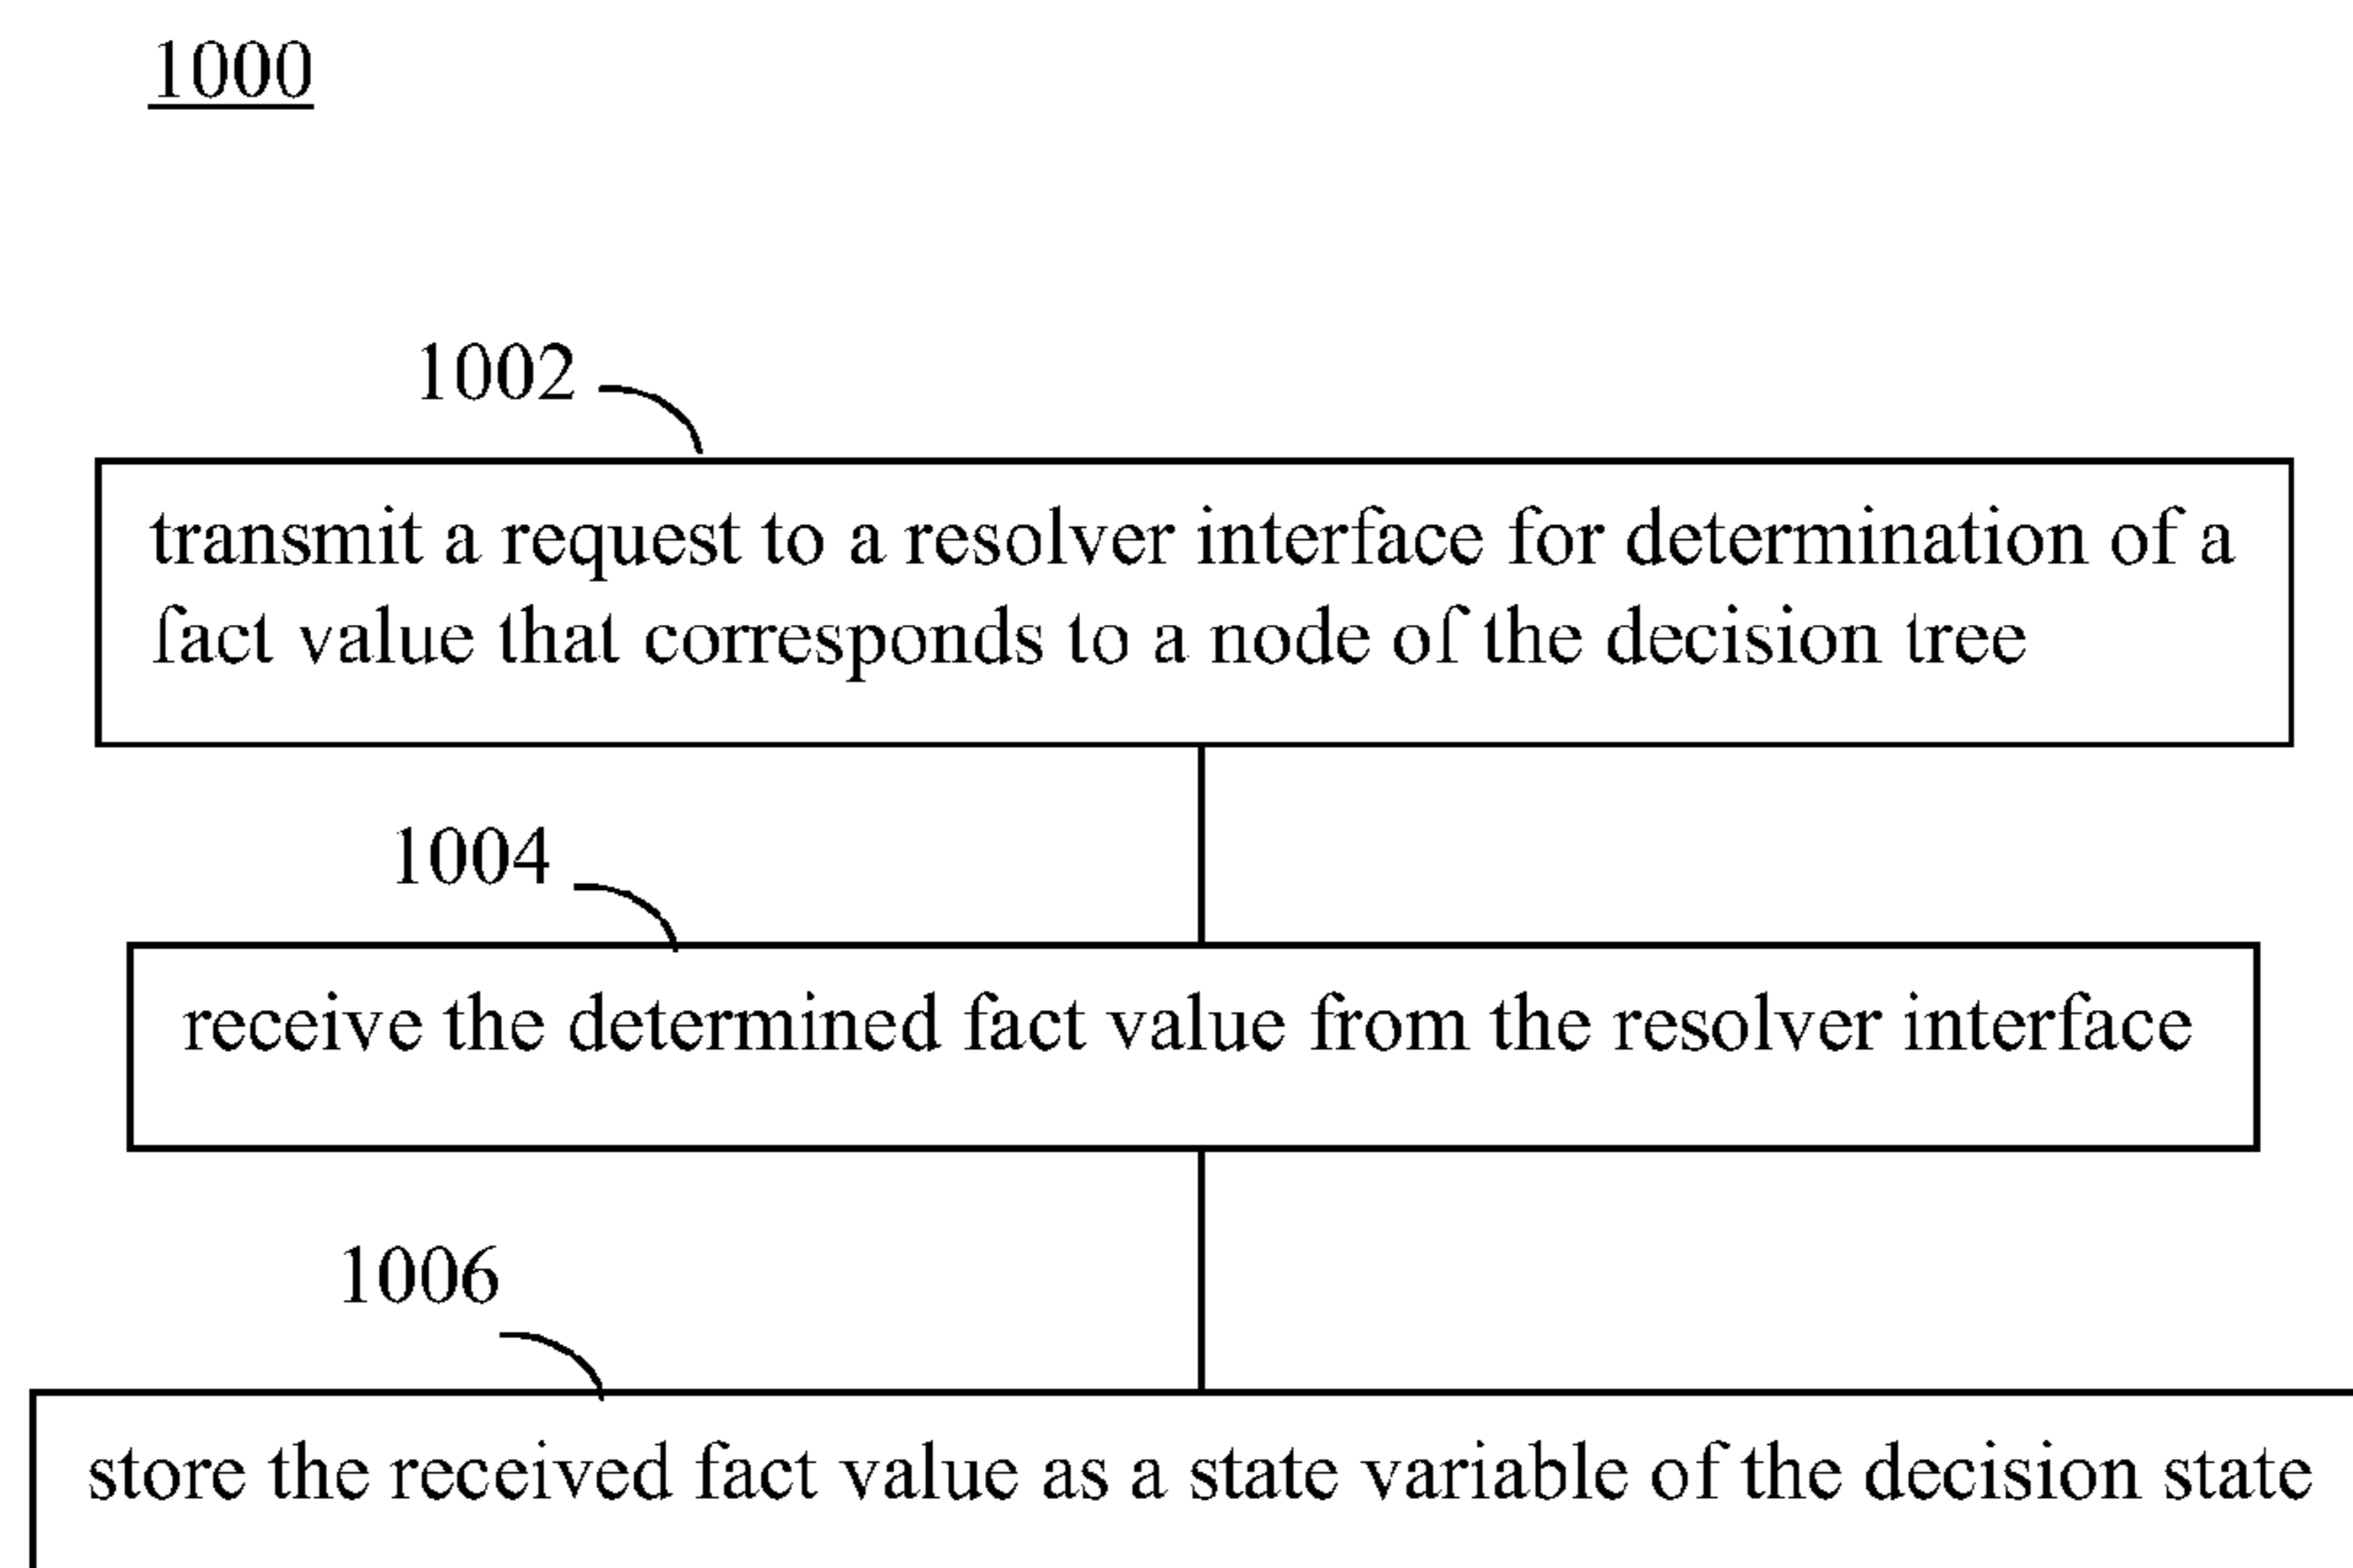 1000
1002
transmit a request to a resolver interface for determination of a
fact value that corresponds to a node of the decision tree
1004
receive the determined fact value from the resolver interface
1006
store the received fact value as a state variable of the decision state